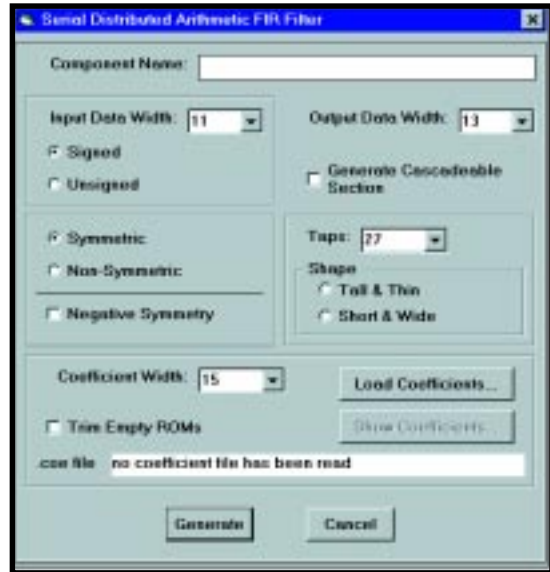 Serial Distributed Arithmetic FIR Filter
Component Name:
Input Data Width: 11
Output Data Width: 13
Signed
Unsigned
Generate Cascadeable
Section
Symmetric
Non-Symmetric
Negative Symmetry
Taps: 27
Shape
Tall & Thin
Short & Wide
Coefficient Width: 15
Load Coefficients...
Trim Empty ROMs
Show Coefficients...
.coe file no coefficient file has been read
Generate
Cancel